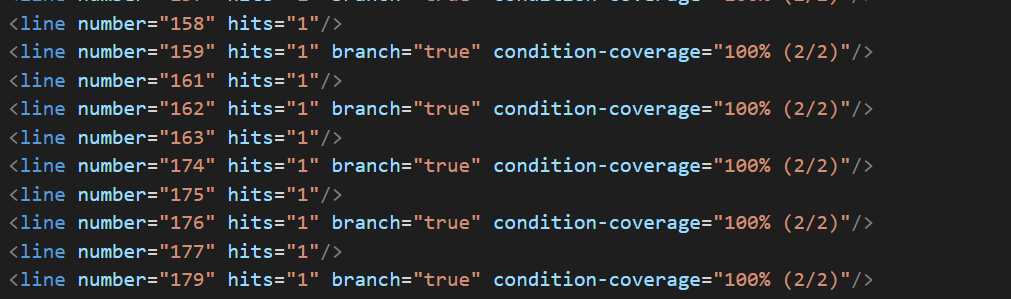 <line number="158" hits="1"/>
<line number="159" hits="1" branch="true" condition-coverage="100% (2/2)"/>
<line number="161" hits="1"/>
<line number="162" hits="1" branch="true" condition-coverage="100% (2/2)"/>
<line number="163" hits="1"/>
<line number="174" hits="1" branch="true" condition-coverage="100% (2/2)"/>
<line number="175" hits="1"/>
<line number="176" hits="1" branch="true" condition-coverage="100% (2/2)"/>
<line number="177" hits="1"/>
<line number="179" hits="1" branch="true" condition-coverage="100% (2/2)"/>